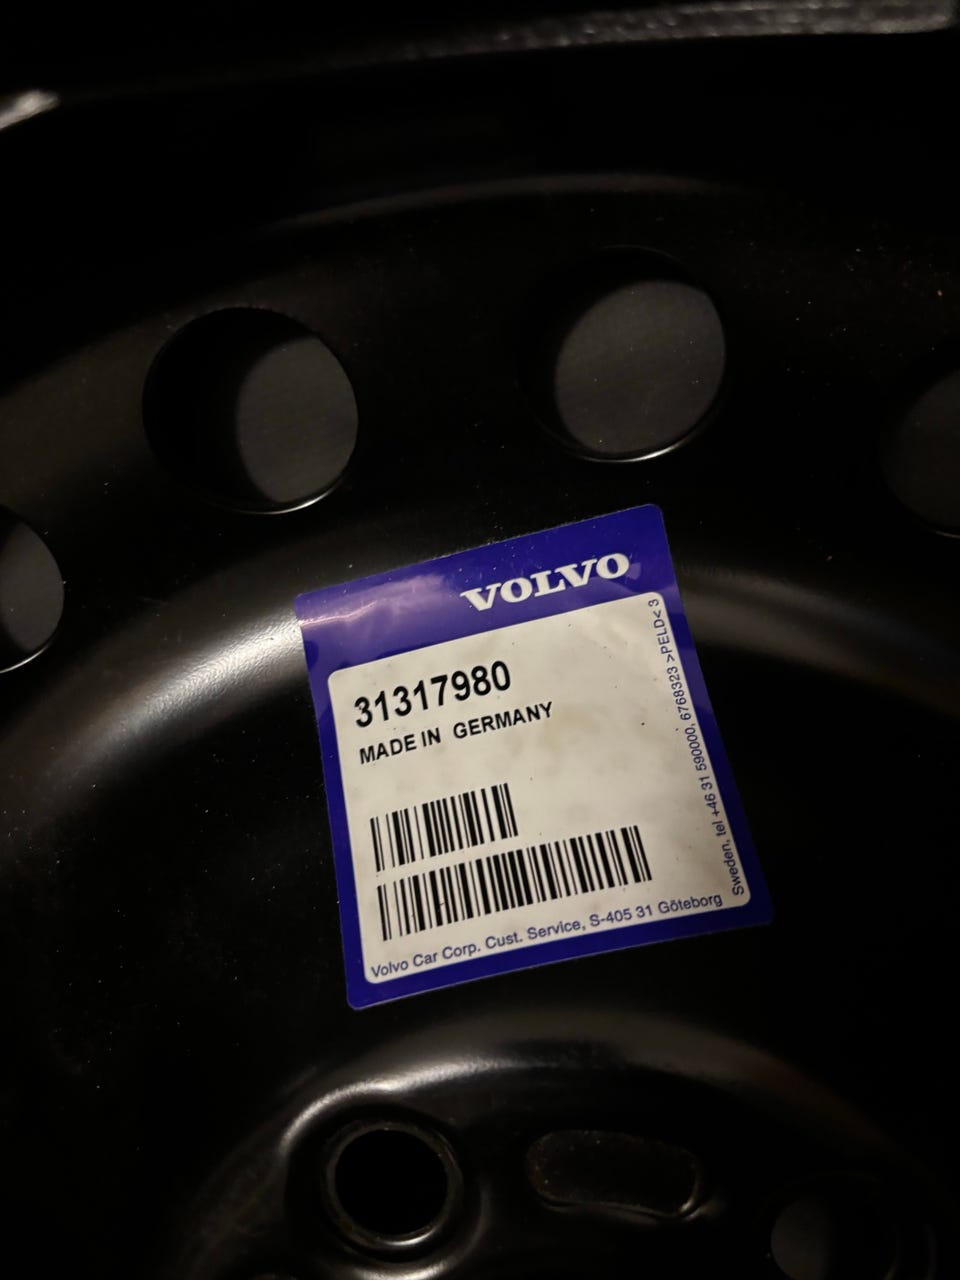 VOLVO
31317980
MADE IN GERMANY
Volvo Car Corp. Cust. Service, S-405 31 Göteborg
Sweden, tel +46 31 590000, 6768323 >PELD< 3